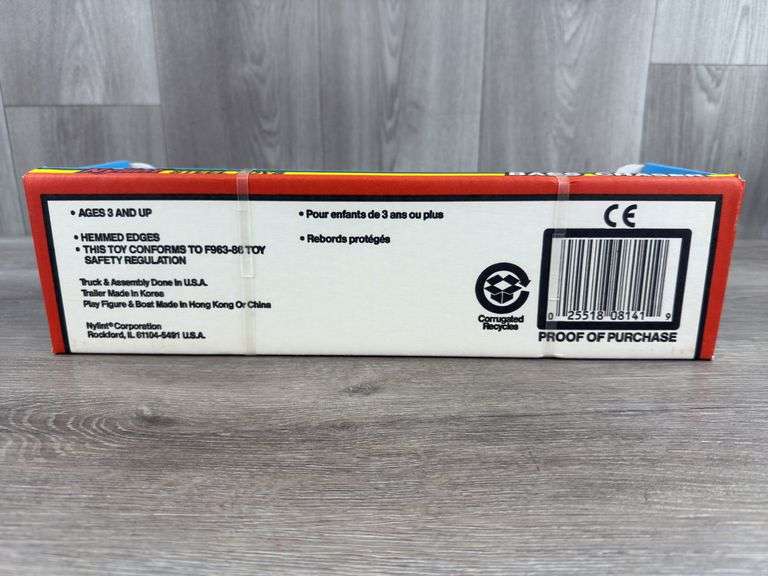 • AGES 3 AND UP
• HEMMED EDGES
• THIS TOY CONFORMS TO F963-86 TOY
SAFETY REGULATION
Truck & Assembly Done In U.S.A.
Trailer Made In Korea
Play Figure & Boat Made In Hong Kong Or China
Nylint® Corporation
Rockford, IL 61104-5491 U.S.A.
• Pour enfants de 3 ans ou plus
• Rebords protégés
Corrugated
Recycles
CE
0 25518 08141 9
PROOF OF PURCHASE